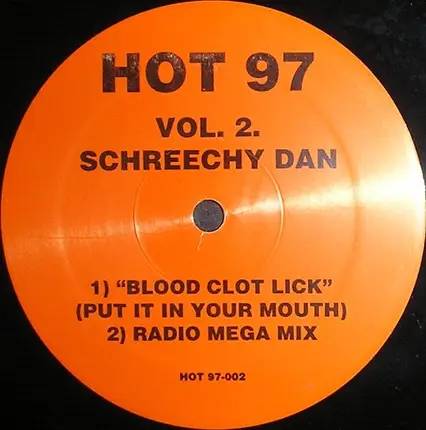 HOT 97
VOL. 2.
SCHREECHY DAN
1) "BLOOD CLOT LICK"
(PUT IT IN YOUR MOUTH)
2) RADIO MEGA MIX
HOT 97-002